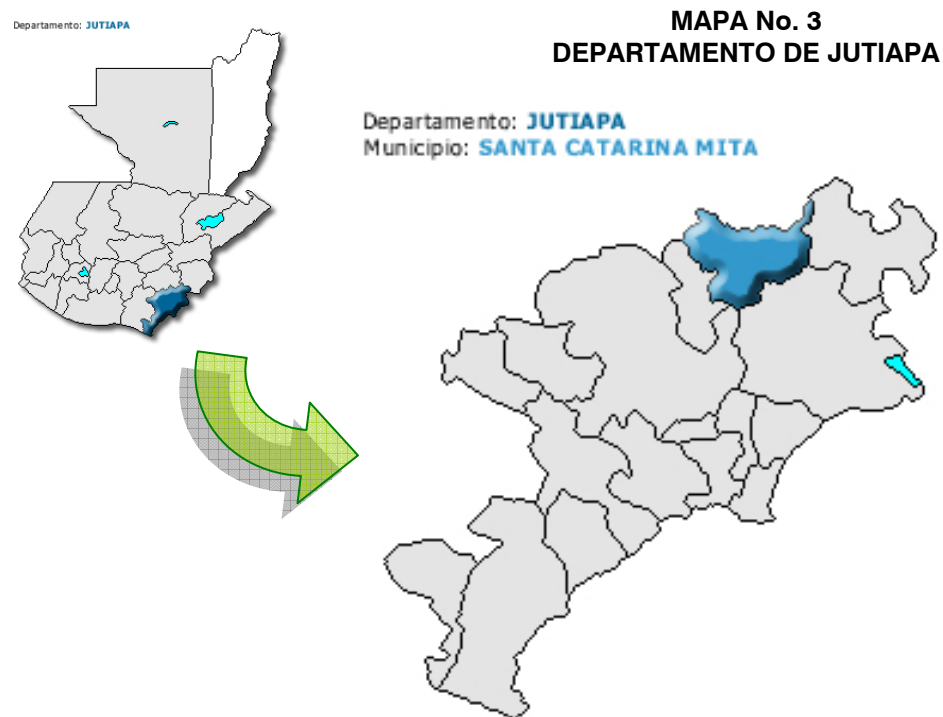 Departamento: JUTIAPA
MAPA No. 3
DEPARTAMENTO DE JUTIAPA
Departamento: JUTIAPA
Municipio: SANTA CATARINA MITA